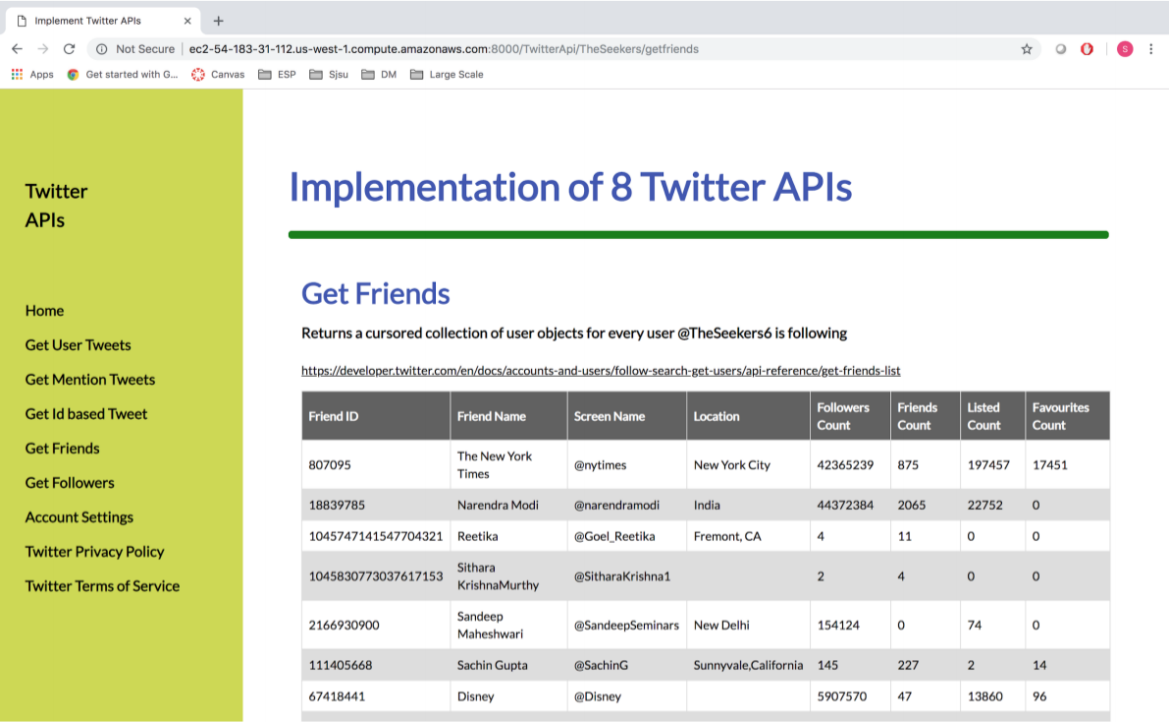 Implement Twitter APIs
Not Secure | ec2-54-183-31-112.us-west-1.compute.amazonaws.com:8000/TwitterApi/TheSeekers/getfriends
S
Apps Get started with G... Canvas ESP Sjsu DM Large Scale
Twitter
APIs
Home
Get User Tweets
Get Mention Tweets
Get Id based Tweet
Get Friends
Get Followers
Account Settings
Twitter Privacy Policy
Twitter Terms of Service
Implementation of 8 Twitter APIs
Get Friends
Returns a cursored collection of user objects for every user @TheSeekers6 is following
https://developer.twitter.com/en/docs/accounts-and-users/follow-search-get-users/api-reference/get-friends-list
Friend ID Friend Name Screen Name Location Followers Count Friends Count Listed Count Favourites Count
807095 The New York Times @nytimes New York City 42365239 875 197457 17451
18839785 Narendra Modi @narendramodi India 44372384 2065 22752 0
1045747141547704321 Reetika @Goel_Reetika Fremont, CA 4 11 0 0
1045830773037617153 Sithara KrishnaMurthy @SitharaKrishna1 2 4 0 0
2166930900 Sandeep Maheshwari @SandeepSeminars New Delhi 154124 0 74 0
111405668 Sachin Gupta @SachinG Sunnyvale,California 145 227 2 14
67418441 Disney @Disney 5907570 47 13860 96